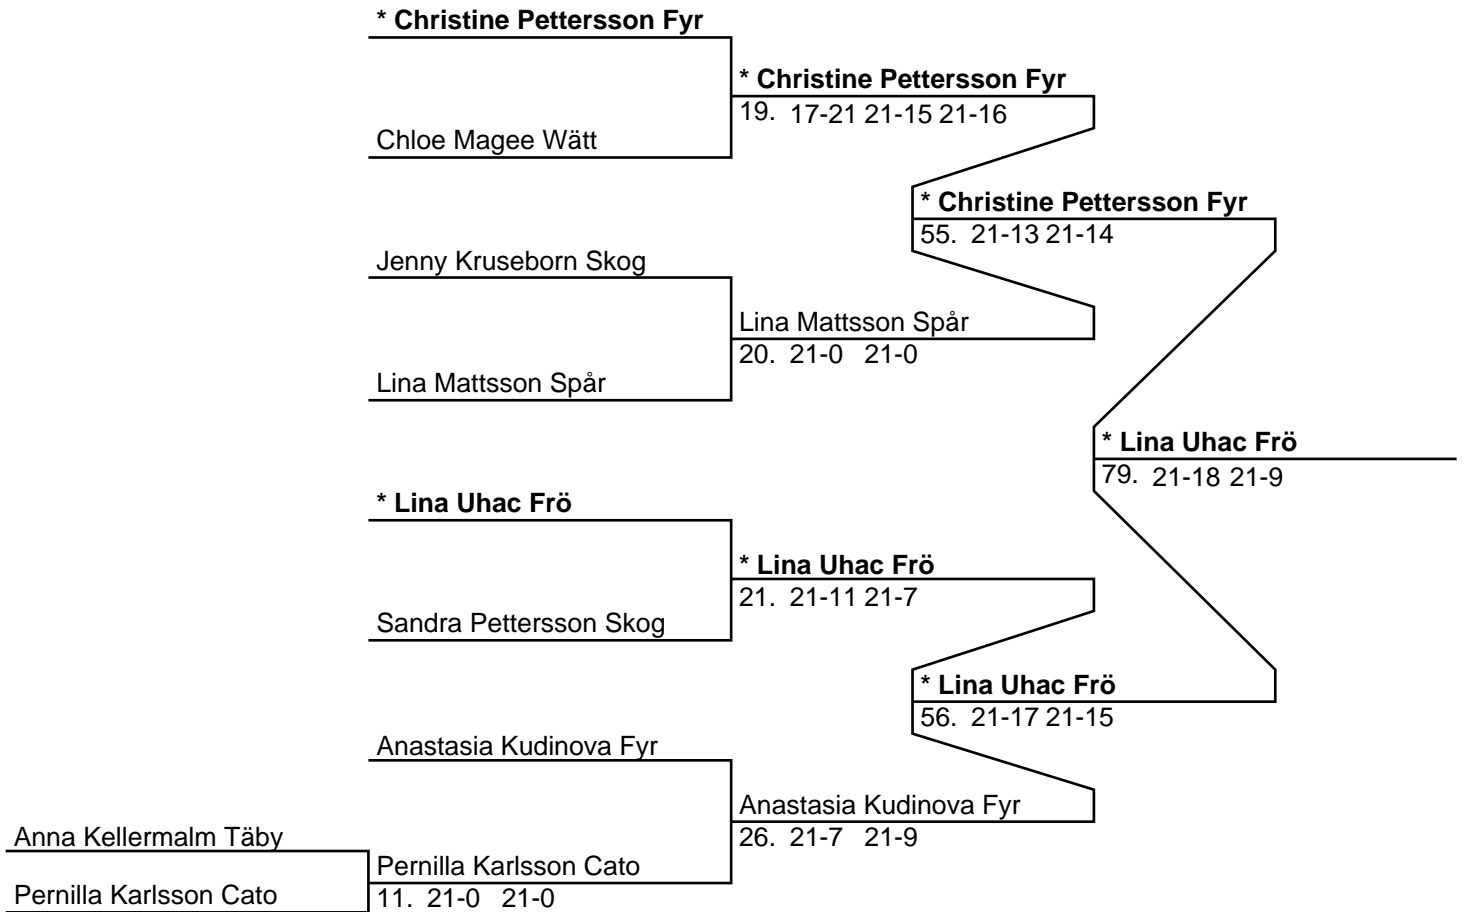 * Christine Pettersson Fyr
* Christine Pettersson Fyr
19. 17-21 21-15 21-16
Chloe Magee Wätt
* Christine Pettersson Fyr
55. 21-13 21-14
Jenny Kruseborn Skog
Lina Mattsson Spår
20. 21-0 21-0
Lina Mattsson Spår
* Lina Uhac Frö
79. 21-18 21-9
* Lina Uhac Frö
* Lina Uhac Frö
21. 21-11 21-7
Sandra Pettersson Skog
* Lina Uhac Frö
56. 21-17 21-15
Anastasia Kudinova Fyr
Anastasia Kudinova Fyr
26. 21-7 21-9
Anna Kellermalm Täby
Pernilla Karlsson Cato
Pernilla Karlsson Cato
11. 21-0 21-0